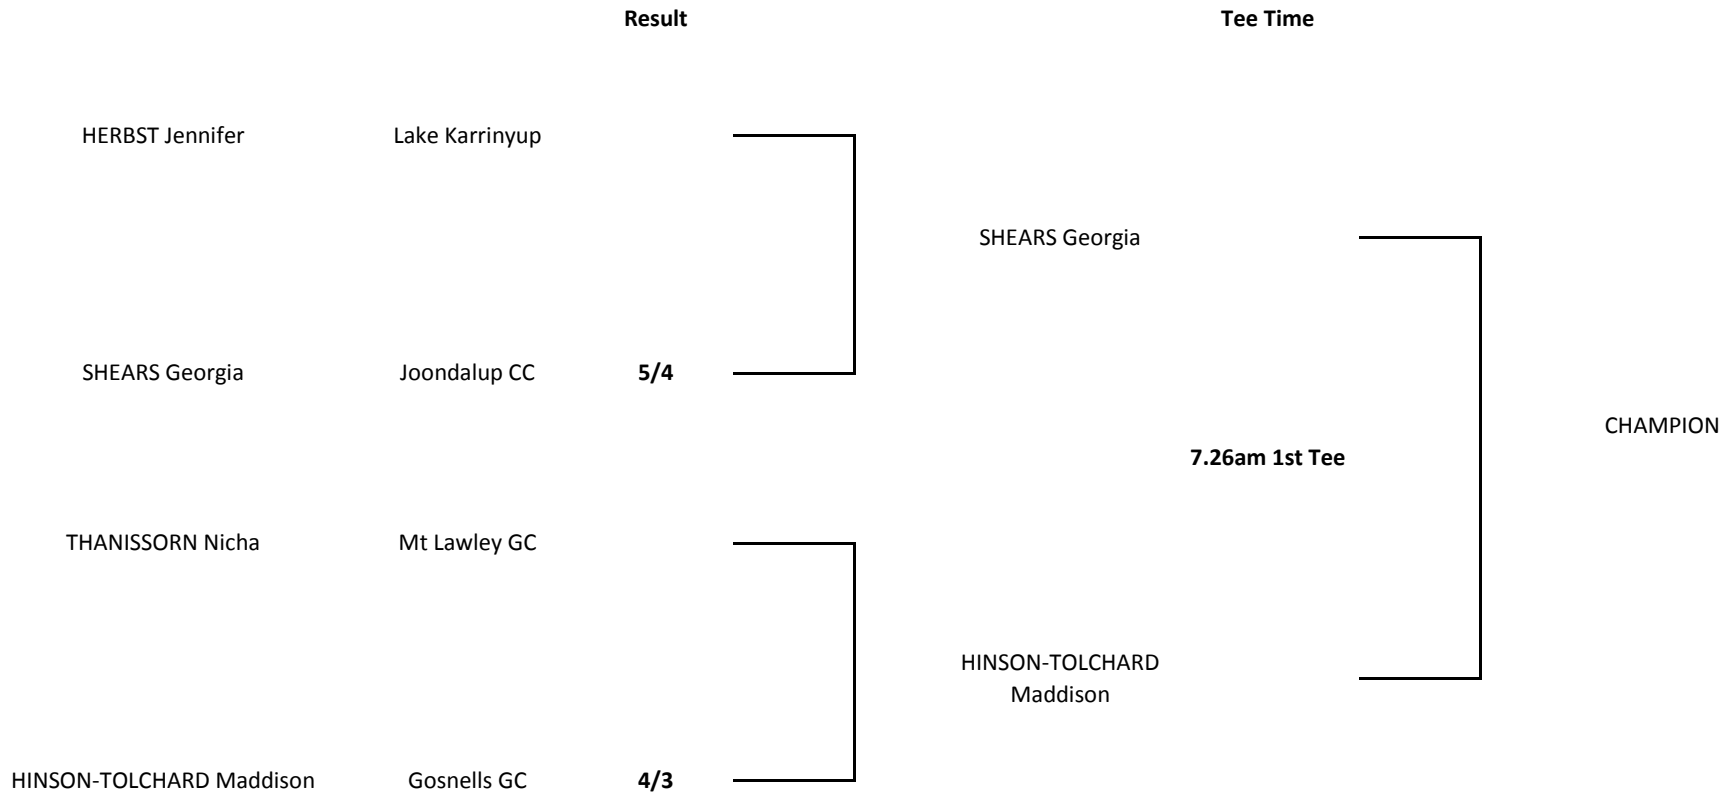 Result Tee Time
HERBST Jennifer Lake Karrinyup
SHEARS Georgia
SHEARS Georgia Joondalup CC 5/4
CHAMPION
7.26am 1st Tee
THANISSORN Nicha Mt Lawley GC
HINSON-TOLCHARD
Maddison
HINSON-TOLCHARD Maddison Gosnells GC 4/3